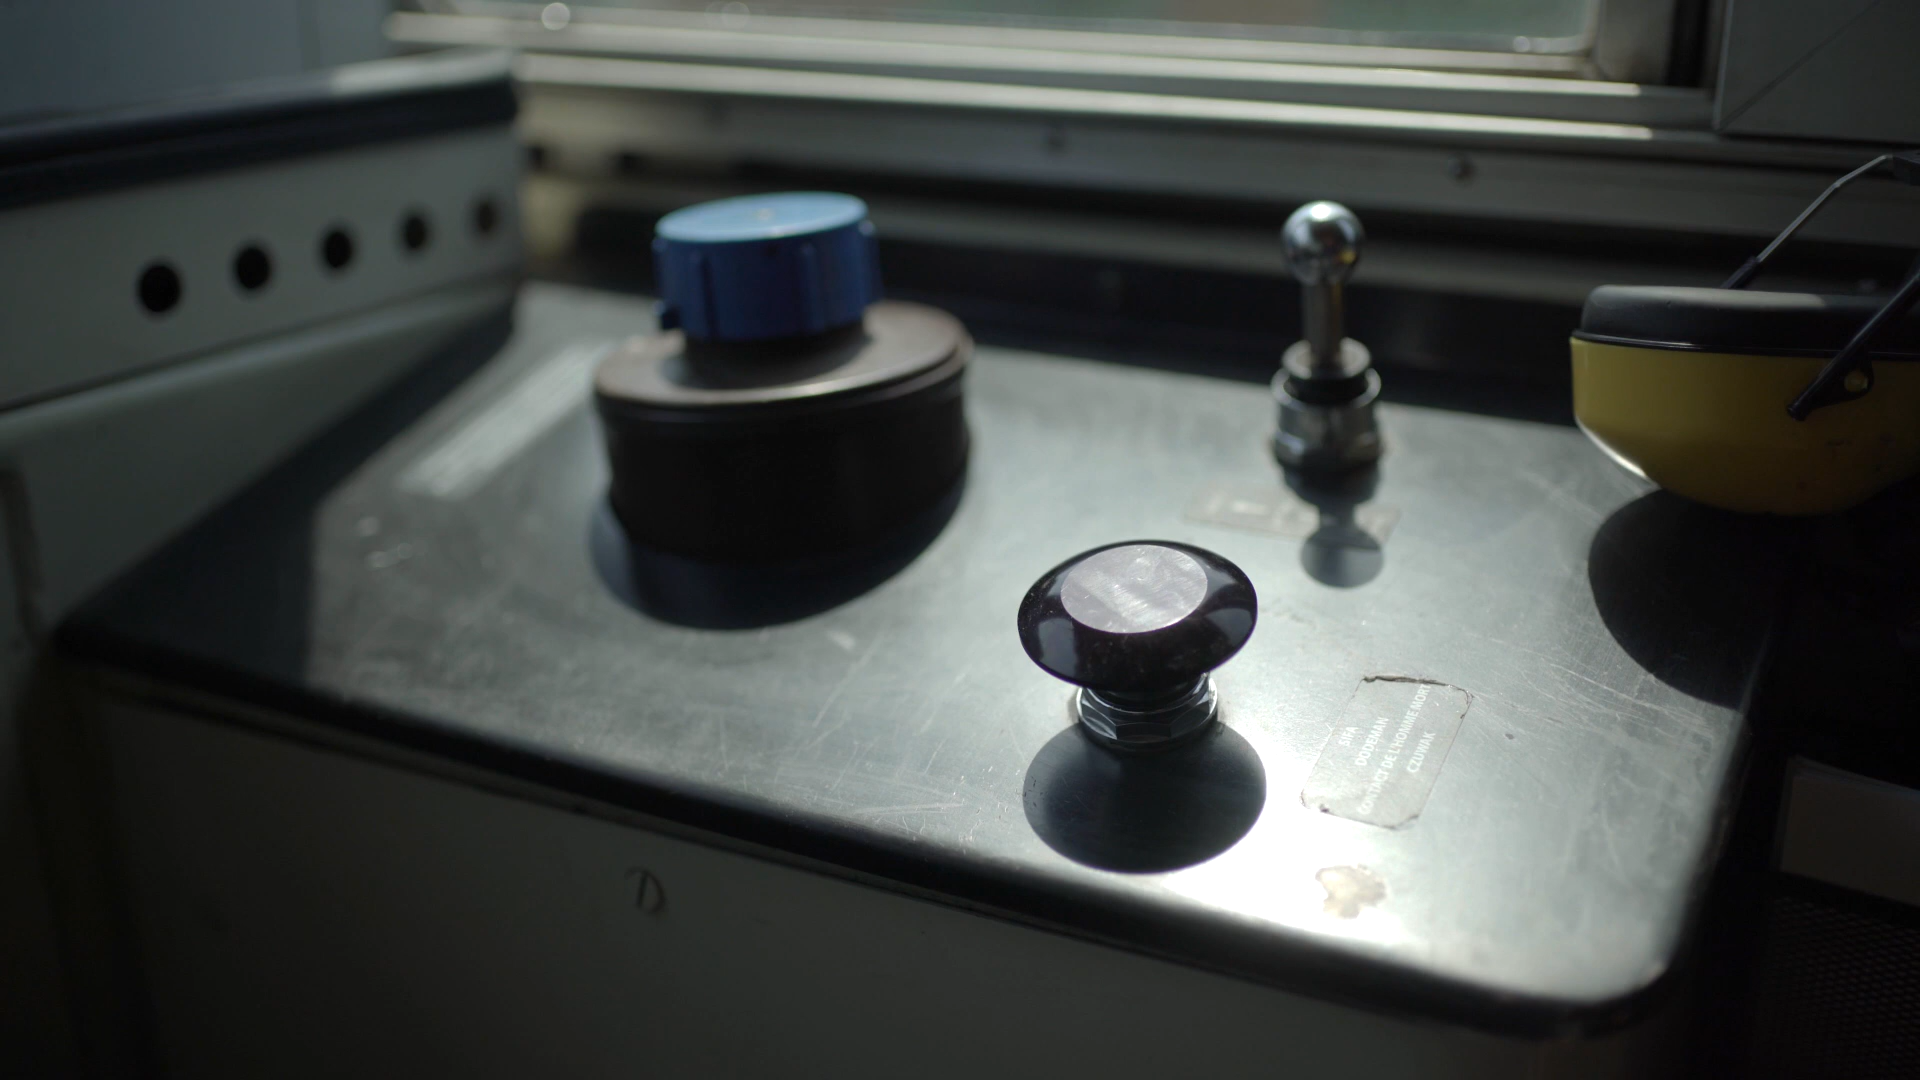 SIFA
DODEMAN
CONTACT DE L'HOMME MORT
CZUWAK
D